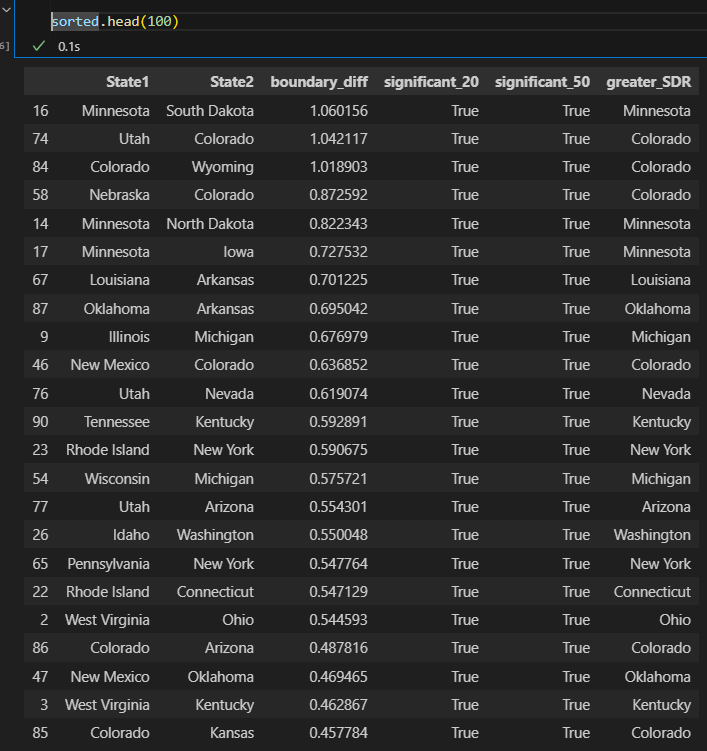 sorted.head(100)
6] 0.1s
State1 State2 boundary_diff significant_20 significant_50 greater_SDR
16 Minnesota South Dakota 1.060156 True True Minnesota
74 Utah Colorado 1.042117 True True Colorado
84 Colorado Wyoming 1.018903 True True Colorado
58 Nebraska Colorado 0.872592 True True Colorado
14 Minnesota North Dakota 0.822343 True True Minnesota
17 Minnesota Iowa 0.727532 True True Minnesota
67 Louisiana Arkansas 0.701225 True True Louisiana
87 Oklahoma Arkansas 0.695042 True True Oklahoma
9 Illinois Michigan 0.676979 True True Michigan
46 New Mexico Colorado 0.636852 True True Colorado
76 Utah Nevada 0.619074 True True Nevada
90 Tennessee Kentucky 0.592891 True True Kentucky
23 Rhode Island New York 0.590675 True True New York
54 Wisconsin Michigan 0.575721 True True Michigan
77 Utah Arizona 0.554301 True True Arizona
26 Idaho Washington 0.550048 True True Washington
65 Pennsylvania New York 0.547764 True True New York
22 Rhode Island Connecticut 0.547129 True True Connecticut
2 West Virginia Ohio 0.544593 True True Ohio
86 Colorado Arizona 0.487816 True True Colorado
47 New Mexico Oklahoma 0.469465 True True Oklahoma
3 West Virginia Kentucky 0.462867 True True Kentucky
85 Colorado Kansas 0.457784 True True Colorado